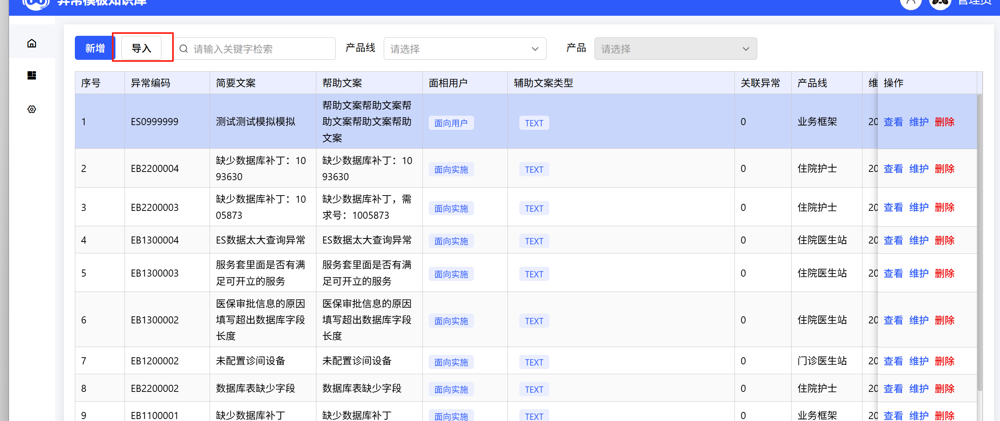 异常模板知识库
管理员
新增
导入
请输入关键字检索
产品线
请选择
产品
请选择
序号 异常编码 简要文案 帮助文案 面相用户 辅助文案类型 关联异常 产品线 维 操作
1 ES0999999 测试测试模拟模拟 帮助文案帮助文案帮
助文案帮助文案帮助
文案 面向用户 TEXT 0 业务框架 20 查看 维护 删除
2 EB2200004 缺少数据库补丁：10
93630 缺少数据库补丁：10
93630 面向实施 TEXT 0 住院护士 20 查看 维护 删除
3 EB2200003 缺少数据库补丁：10
05873 缺少数据库补丁，需
求号：1005873 面向实施 TEXT 0 住院护士 20 查看 维护 删除
4 EB1300004 ES数据太大查询异常 ES数据太大查询异常 面向实施 TEXT 0 住院医生站 20 查看 维护 删除
5 EB1300003 服务套里面是否有满
足可开立的服务 服务套里面是否有满
足可开立的服务 面向实施 TEXT 0 住院医生站 20 查看 维护 删除
6 EB1300002 医保审批信息的原因
填写超出数据库字段
长度 医保审批信息的原因
填写超出数据库字段
长度 面向实施 TEXT 0 住院医生站 20 查看 维护 删除
7 EB1200002 未配置诊间设备 未配置诊间设备 面向实施 TEXT 0 门诊医生站 20 查看 维护 删除
8 EB2200002 数据库表缺少字段 数据库表缺少字段 面向实施 TEXT 0 住院护士 20 查看 维护 删除
9 EB1100001 缺少数据库补丁 缺少数据库补丁 面向实施 TEXT 0 业务框架 20 查看 维护 删除